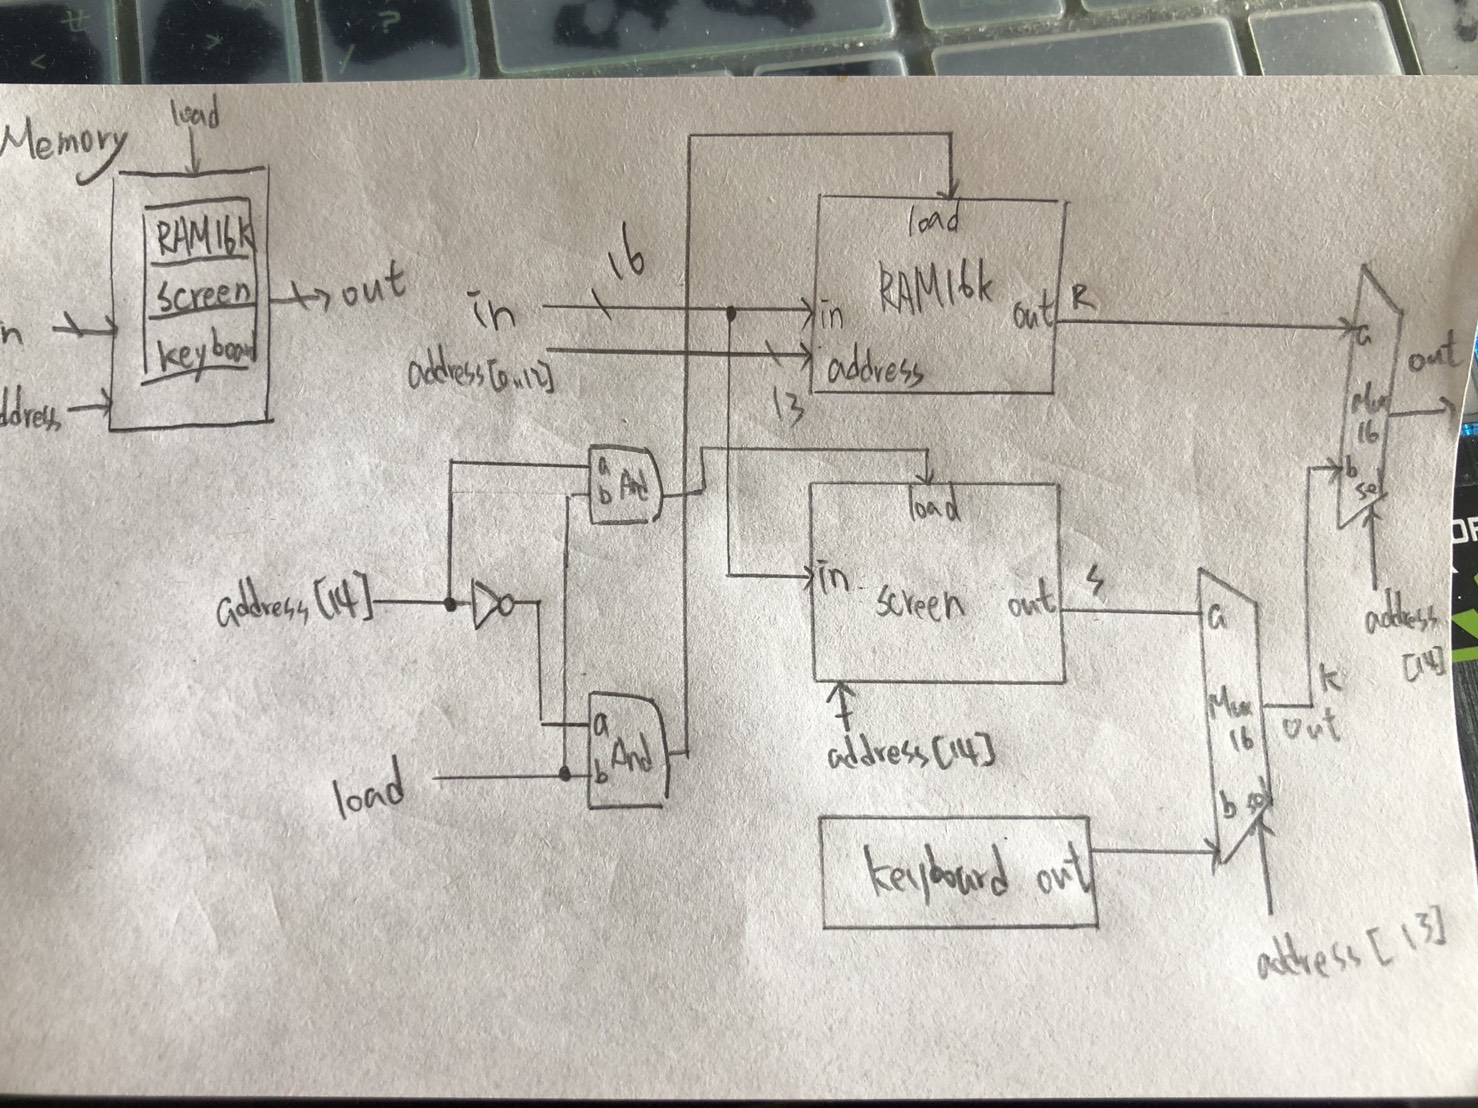 Memory
load
RAM16k
screen
keyboard
out
in
16
address[0..12]
13
load
RAM16k
in
out
R
address
a
Mux
16
b
sel
out
address
[14]
a
b
And
address[14]
load
a
b
And
load
in
screen
out
S
address[14]
a
Mux
16
b sel
k
out
keyboard out
address[13]